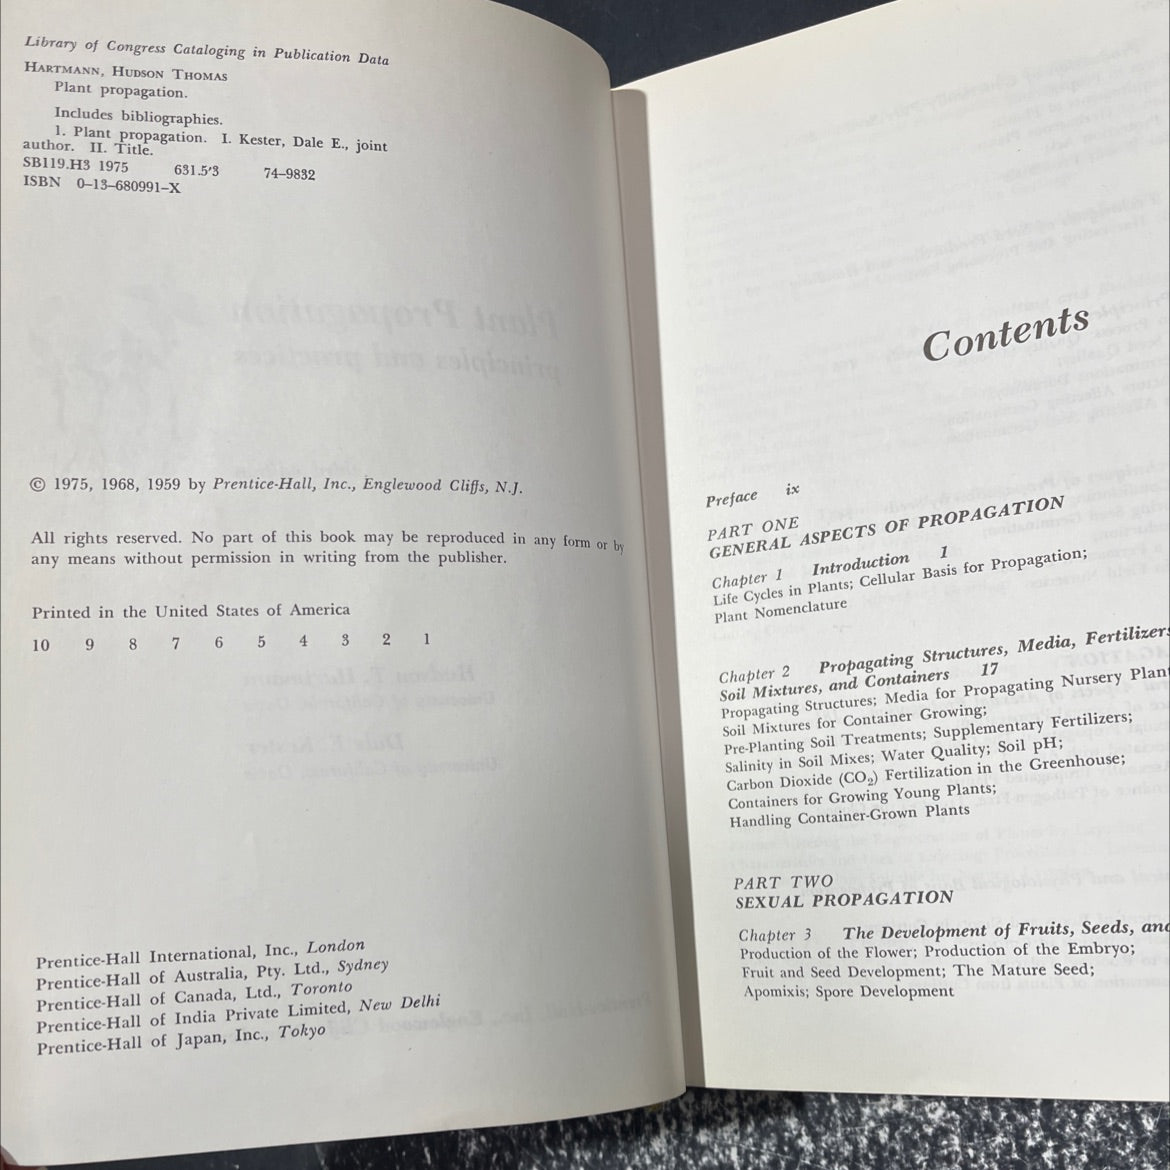 Library of Congress Cataloging in Publication Data
HARTMANN, HUDSON THOMAS
Plant propagation.
Includes bibliographies.
1. Plant propagation. I. Kester, Dale E., joint
author. II. Title.
SB119.H3 1975 631.5'3 74-9832
ISBN 0-13-680991-X
© 1975, 1968, 1959 by Prentice-Hall, Inc., Englewood Cliffs, N.J.
All rights reserved. No part of this book may be reproduced in any form or by
any means without permission in writing from the publisher.
Printed in the United States of America
10 9 8 7 6 5 4 3 2 1
Prentice-Hall International, Inc., London
Prentice-Hall of Australia, Pty. Ltd., Sydney
Prentice-Hall of Canada, Ltd., Toronto
Prentice-Hall of India Private Limited, New Delhi
Prentice-Hall of Japan, Inc., Tokyo
Contents
Preface ix
PART ONE
GENERAL ASPECTS OF PROPAGATION
Chapter 1 Introduction 1
Life Cycles in Plants; Cellular Basis for Propagation;
Plant Nomenclature
Chapter 2 Propagating Structures, Media, Fertilizers
Soil Mixtures, and Containers 17
Propagating Structures; Media for Propagating Nursery Plant
Soil Mixtures for Container Growing;
Pre-Planting Soil Treatments; Supplementary Fertilizers;
Salinity in Soil Mixes; Water Quality; Soil pH;
Carbon Dioxide (CO₂) Fertilization in the Greenhouse;
Containers for Growing Young Plants;
Handling Container-Grown Plants
PART TWO
SEXUAL PROPAGATION
Chapter 3 The Development of Fruits, Seeds, and
Production of the Flower; Production of the Embryo;
Fruit and Seed Development; The Mature Seed;
Apomixis; Spore Development